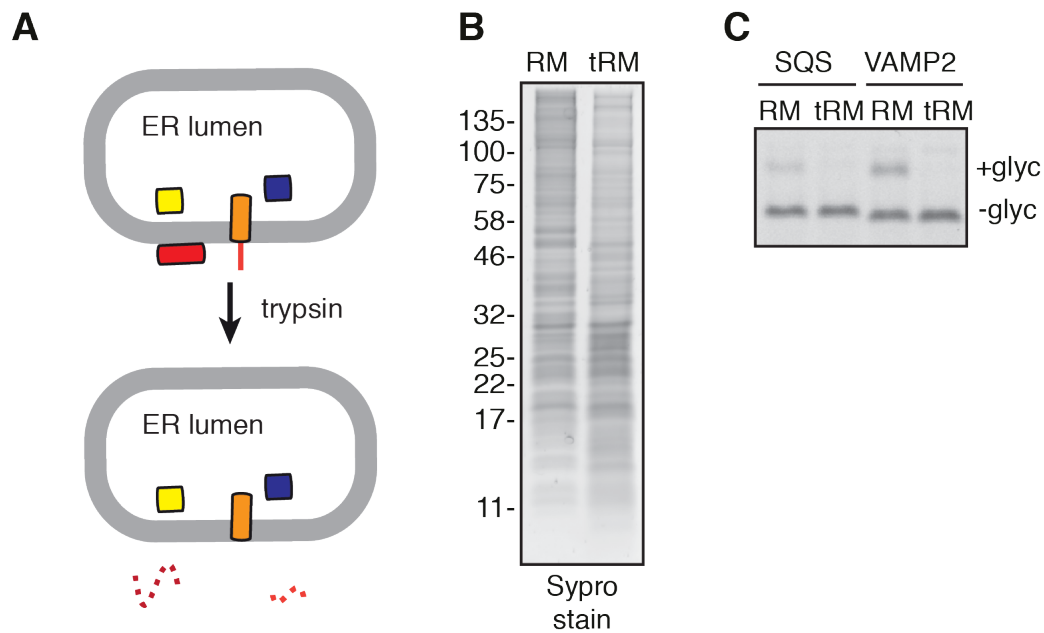 A
ER lumen
trypsin
ER lumen
B
RM tRM
135-
100-
75-
58-
46-
32-
25-
22-
17-
11-
Sypro
stain
C
SQS VAMP2
RM tRM RM tRM
+glyc
-glyc